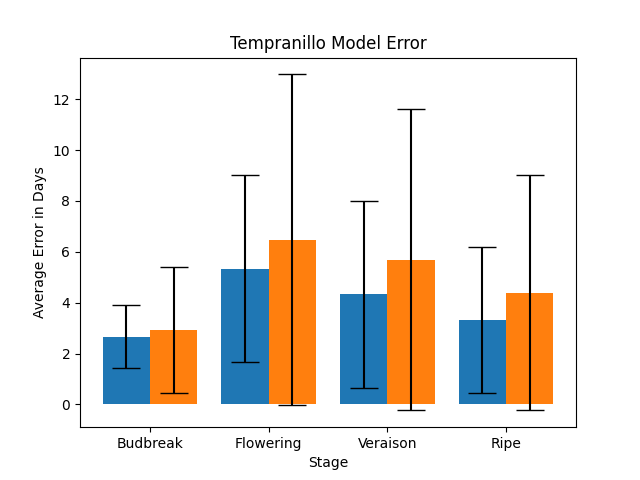 Tempranillo Model Error
Average Error in Days
12
10
8
6
4
2
0
Budbreak Flowering Veraison Ripe
Stage